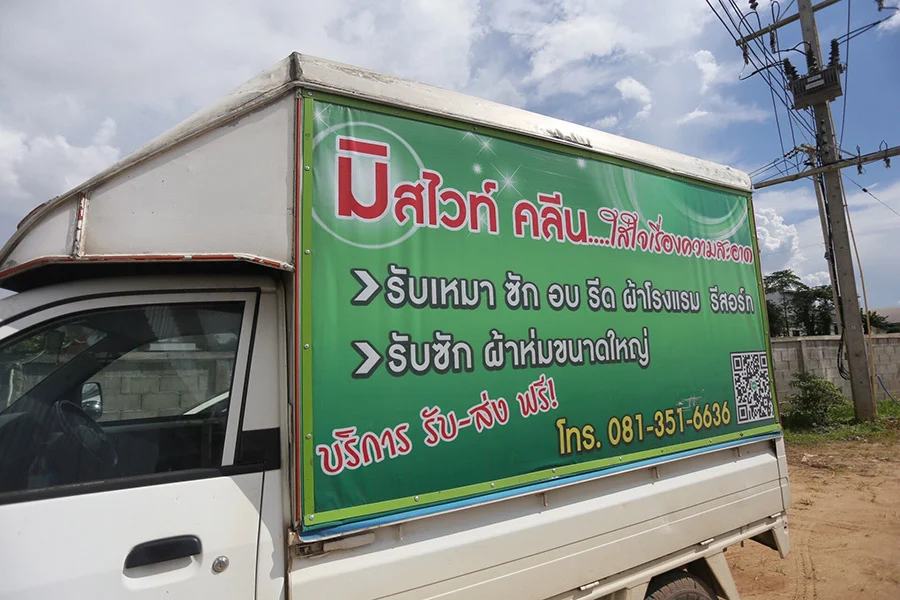 มิสไวท์ คลีน....ใส่ใจเรื่องความสะอาด
> รับเหมา ซัก อบ รีด ผ้าโรงแรม รีสอร์ท
> รับซัก ผ้าห่มขนาดใหญ่
บริการ รับ-ส่ง ฟรี!
โทร. 081-351-6636